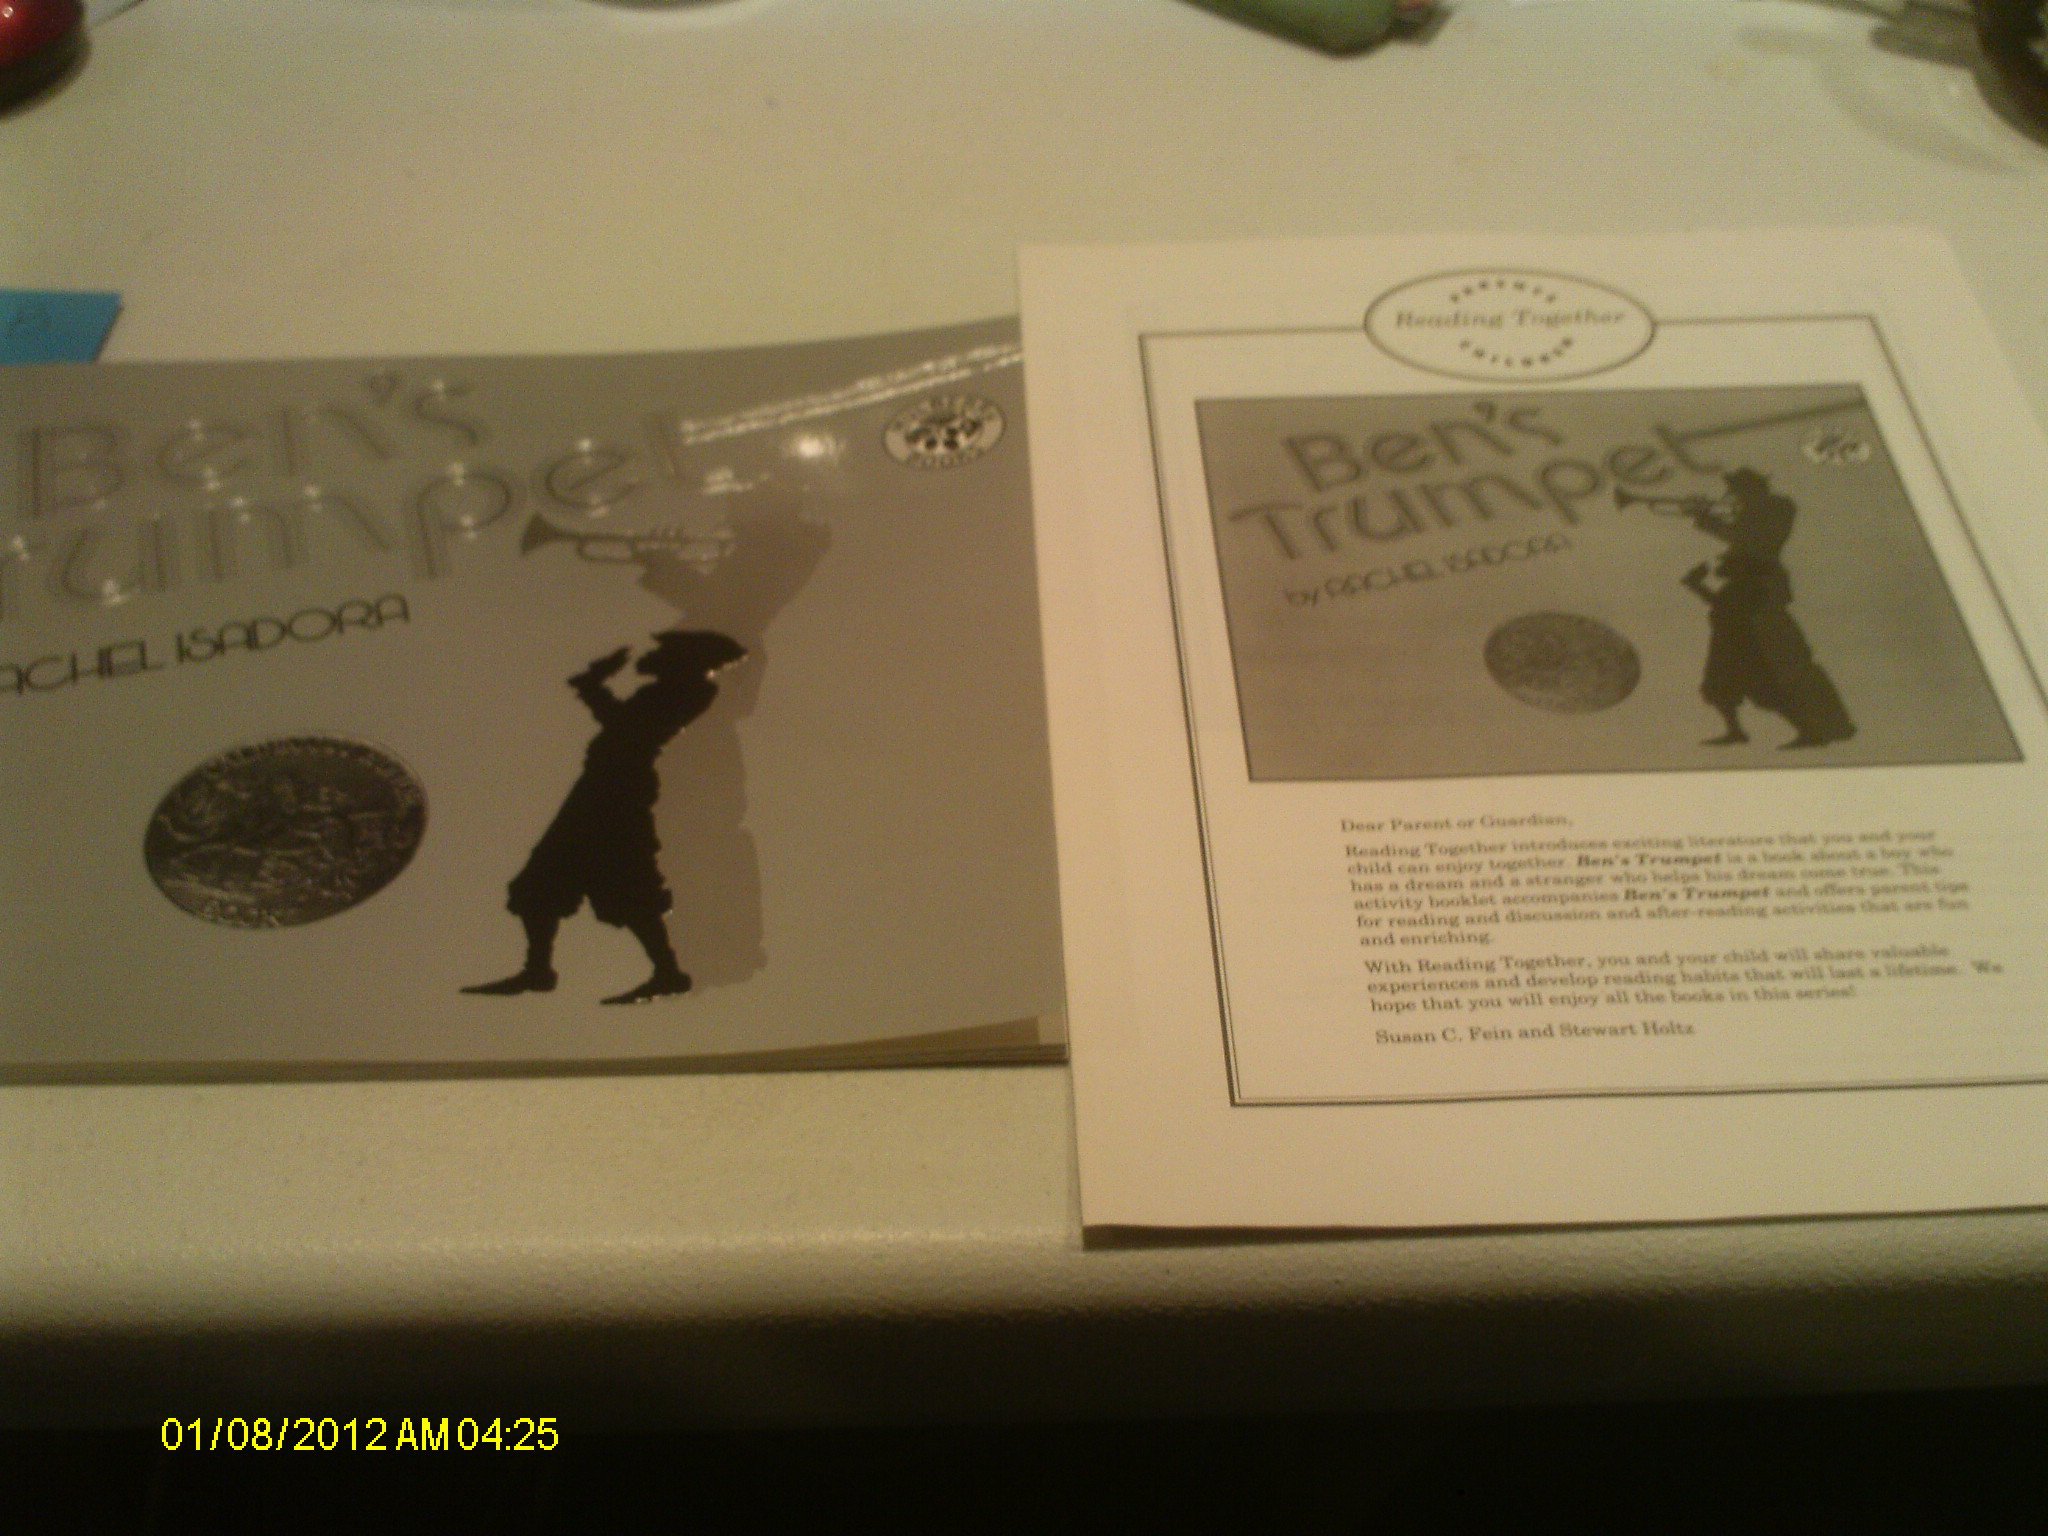 Ben's
Trumpet
RACHEL ISADORA
BOOK
PARENTS
Reading Together
CHILDREN
Ben's
Trumpet
by RACHEL ISADORA
Dear Parent or Guardian,
Reading Together introduces exciting literature that you and your
child can enjoy together. Ben's Trumpet is a book about a boy who
has a dream and a stranger who helps his dream come true. This
activity booklet accompanies Ben's Trumpet and offers parent tips
for reading and discussion and after-reading activities that are fun
and enriching.
With Reading Together, you and your child will share valuable
experiences and develop reading habits that will last a lifetime. We
hope that you will enjoy all the books in this series!
Susan C. Fein and Stewart Holtz
01/08/2012 AM 04:25